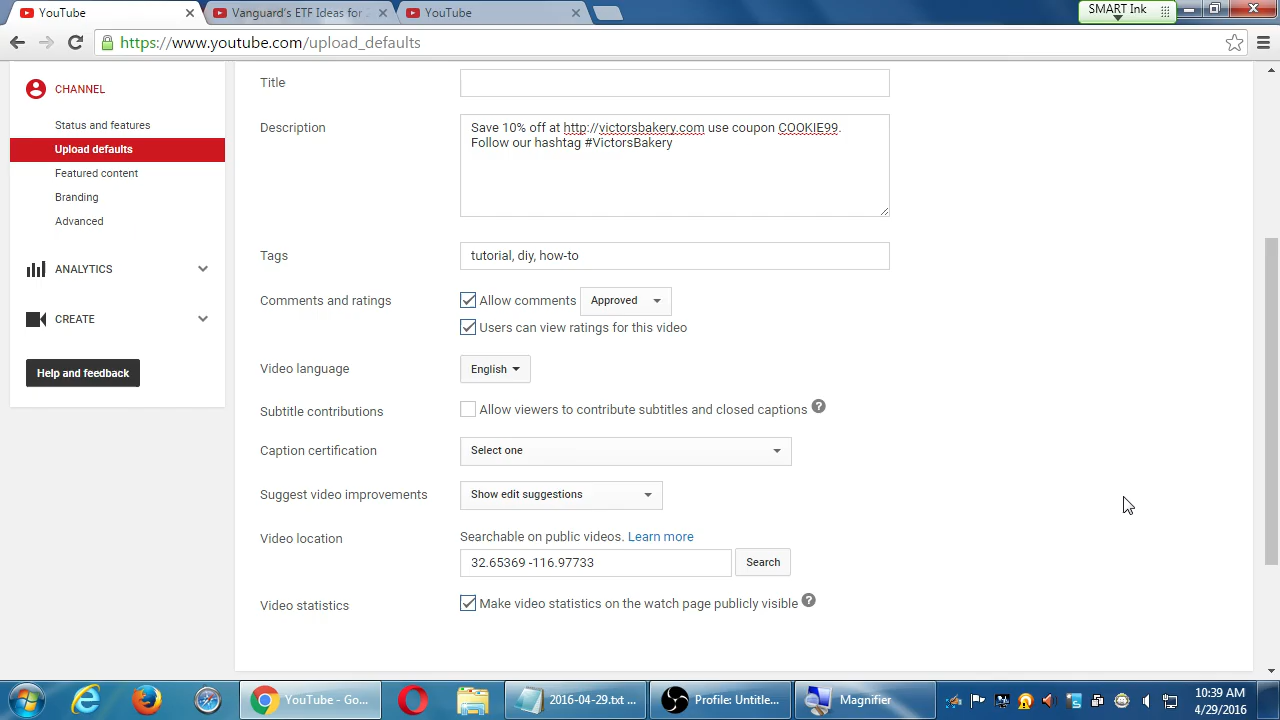 YouTube
Vanguard's ETF Ideas for
YouTube
SMART Ink
https://www.youtube.com/upload_defaults
CHANNEL
Status and features
Upload defaults
Featured content
Branding
Advanced
ANALYTICS
CREATE
Help and feedback
Title
Description
Save 10% off at http://victorsbakery.com use coupon COOKIE99.
Follow our hashtag #VictorsBakery
Tags
tutorial, diy, how-to
Comments and ratings
Allow comments
Approved
Users can view ratings for this video
Video language
English
Subtitle contributions
Allow viewers to contribute subtitles and closed captions ?
Caption certification
Select one
Suggest video improvements
Show edit suggestions
Video location
Searchable on public videos. Learn more
32.65369 -116.97733
Search
Video statistics
Make video statistics on the watch page publicly visible ?
YouTube - Go...
2016-04-29.txt ...
Profile: Untitle...
Magnifier
10:39 AM
4/29/2016